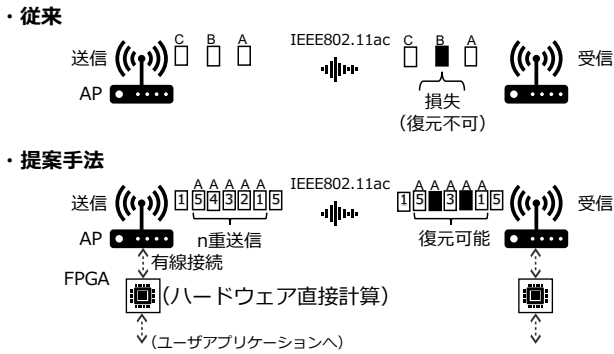 ・従来
C B A IEEE802.11ac C B A
送信 受信
AP
損失
（復元不可）
・提案手法
A A A A A IEEE802.11ac A A A A A
送信 1 5 4 3 2 1 5 1 5 3 1 5 受信
AP n重送信 復元可能
有線接続
FPGA
（ハードウェア直接計算）
（ユーザアプリケーションへ）